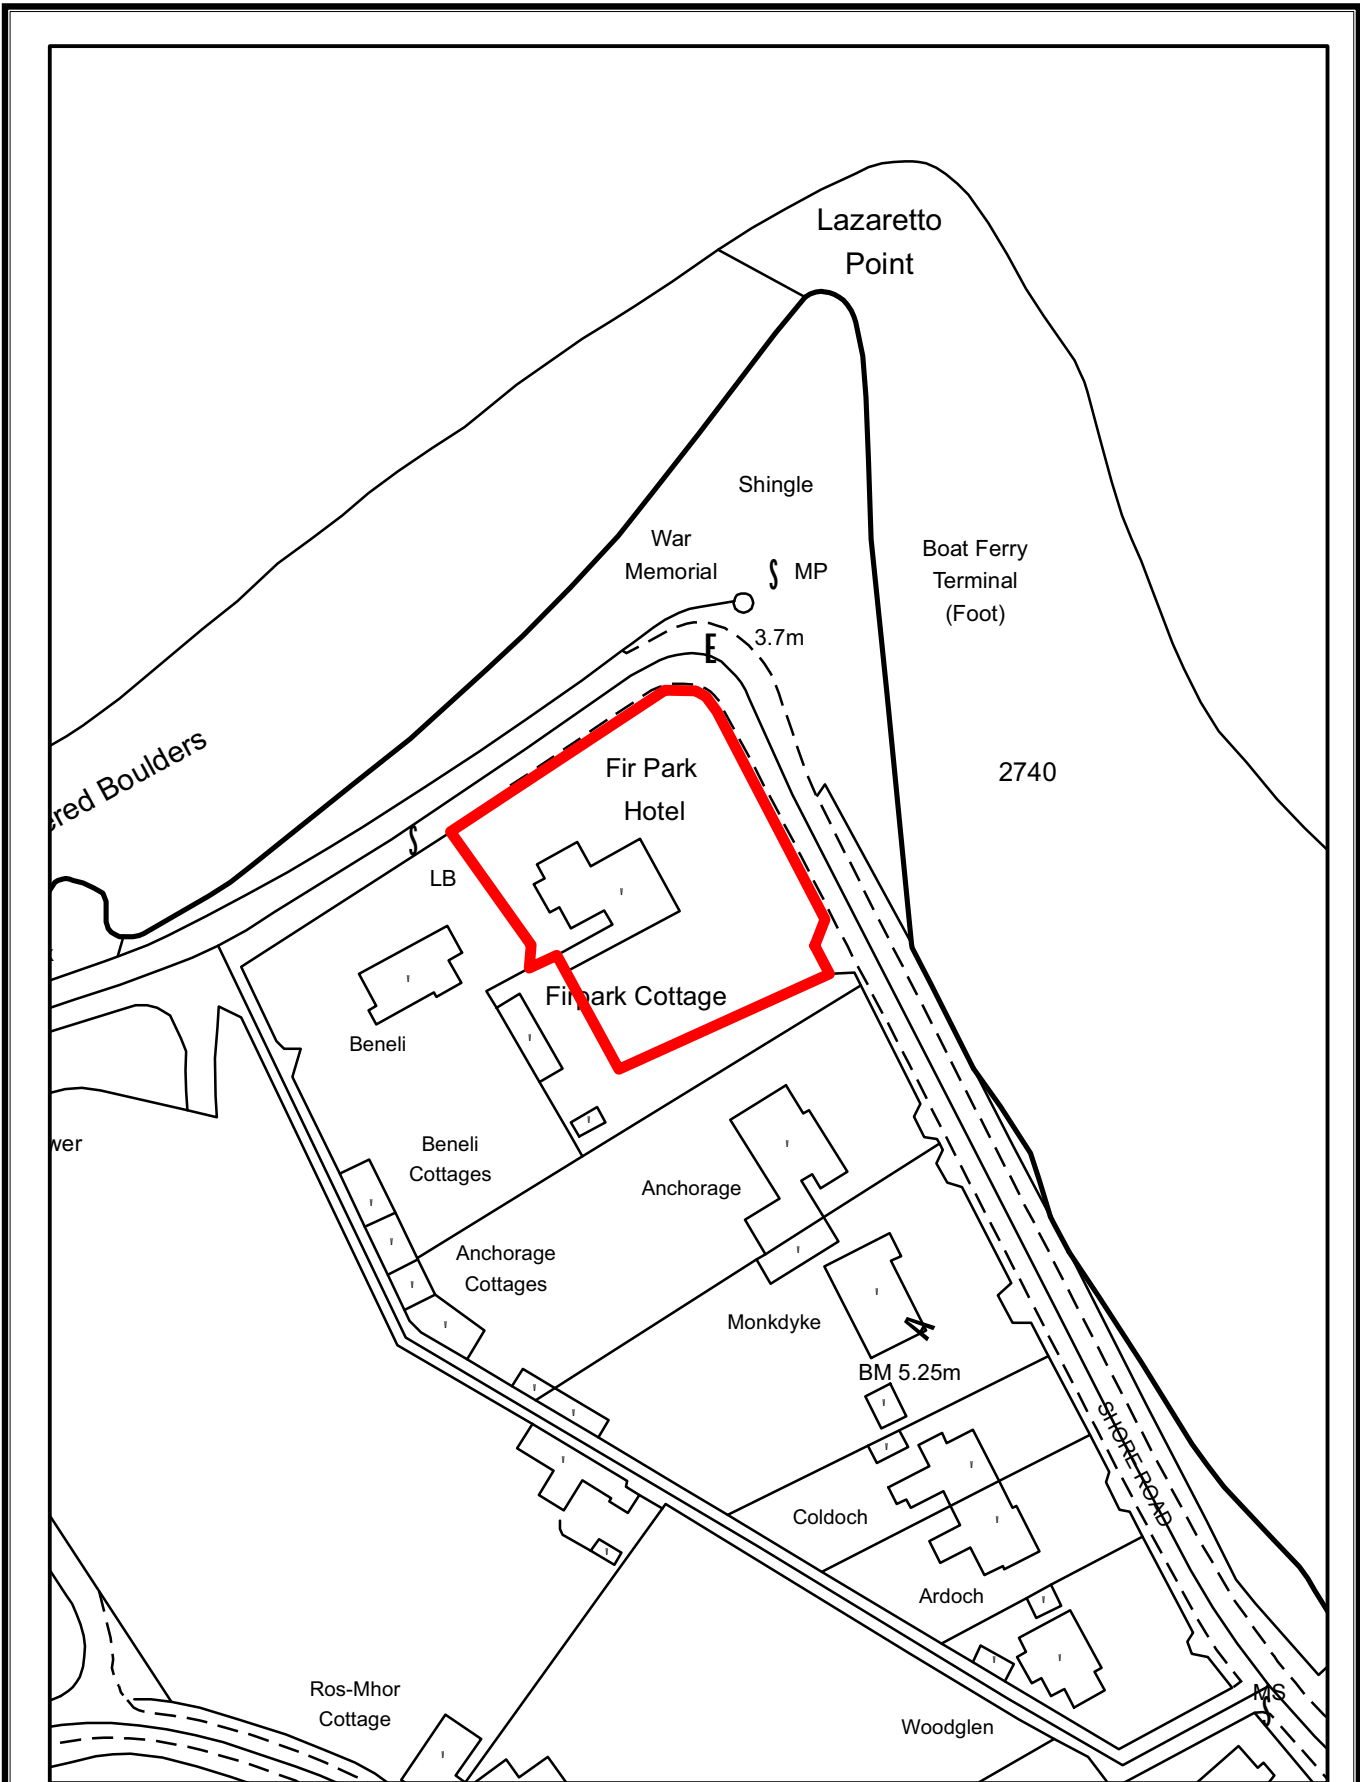 Lazaretto
Point
Shingle
War
Memorial
MP
Boat Ferry
Terminal
(Foot)
3.7m
Fir Park
Hotel
2740
ered Boulders
LB
Firpark Cottage
Beneli
wer
Beneli
Cottages
Anchorage
Anchorage
Cottages
Monkdyke
BM 5.25m
SHORE ROAD
Coldoch
Ardoch
Ros-Mhor
Cottage
MS
Woodglen